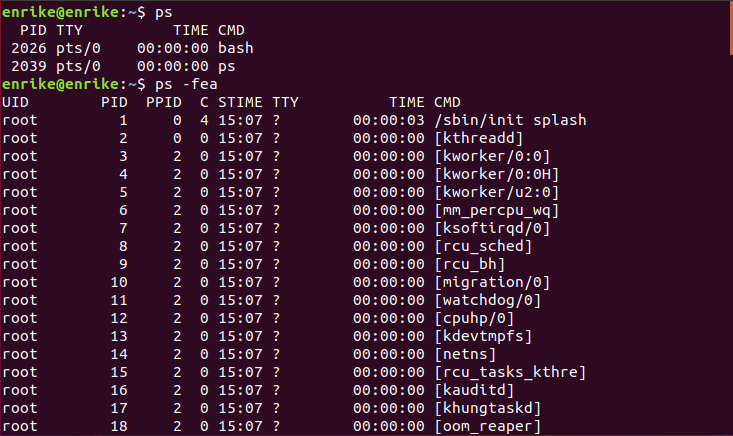 enrike@enrike:~$ ps
  PID TTY          TIME CMD
 2026 pts/0    00:00:00 bash
 2039 pts/0    00:00:00 ps
enrike@enrike:~$ ps -fea
UID        PID  PPID  C STIME TTY          TIME CMD
root         1     0  4 15:07 ?        00:00:03 /sbin/init splash
root         2     0  0 15:07 ?        00:00:00 [kthreadd]
root         3     2  0 15:07 ?        00:00:00 [kworker/0:0]
root         4     2  0 15:07 ?        00:00:00 [kworker/0:0H]
root         5     2  0 15:07 ?        00:00:00 [kworker/u2:0]
root         6     2  0 15:07 ?        00:00:00 [mm_percpu_wq]
root         7     2  0 15:07 ?        00:00:00 [ksoftirqd/0]
root         8     2  0 15:07 ?        00:00:00 [rcu_sched]
root         9     2  0 15:07 ?        00:00:00 [rcu_bh]
root        10     2  0 15:07 ?        00:00:00 [migration/0]
root        11     2  0 15:07 ?        00:00:00 [watchdog/0]
root        12     2  0 15:07 ?        00:00:00 [cpuhp/0]
root        13     2  0 15:07 ?        00:00:00 [kdevtmpfs]
root        14     2  0 15:07 ?        00:00:00 [netns]
root        15     2  0 15:07 ?        00:00:00 [rcu_tasks_kthre]
root        16     2  0 15:07 ?        00:00:00 [kauditd]
root        17     2  0 15:07 ?        00:00:00 [khungtaskd]
root        18     2  0 15:07 ?        00:00:00 [oom_reaper]